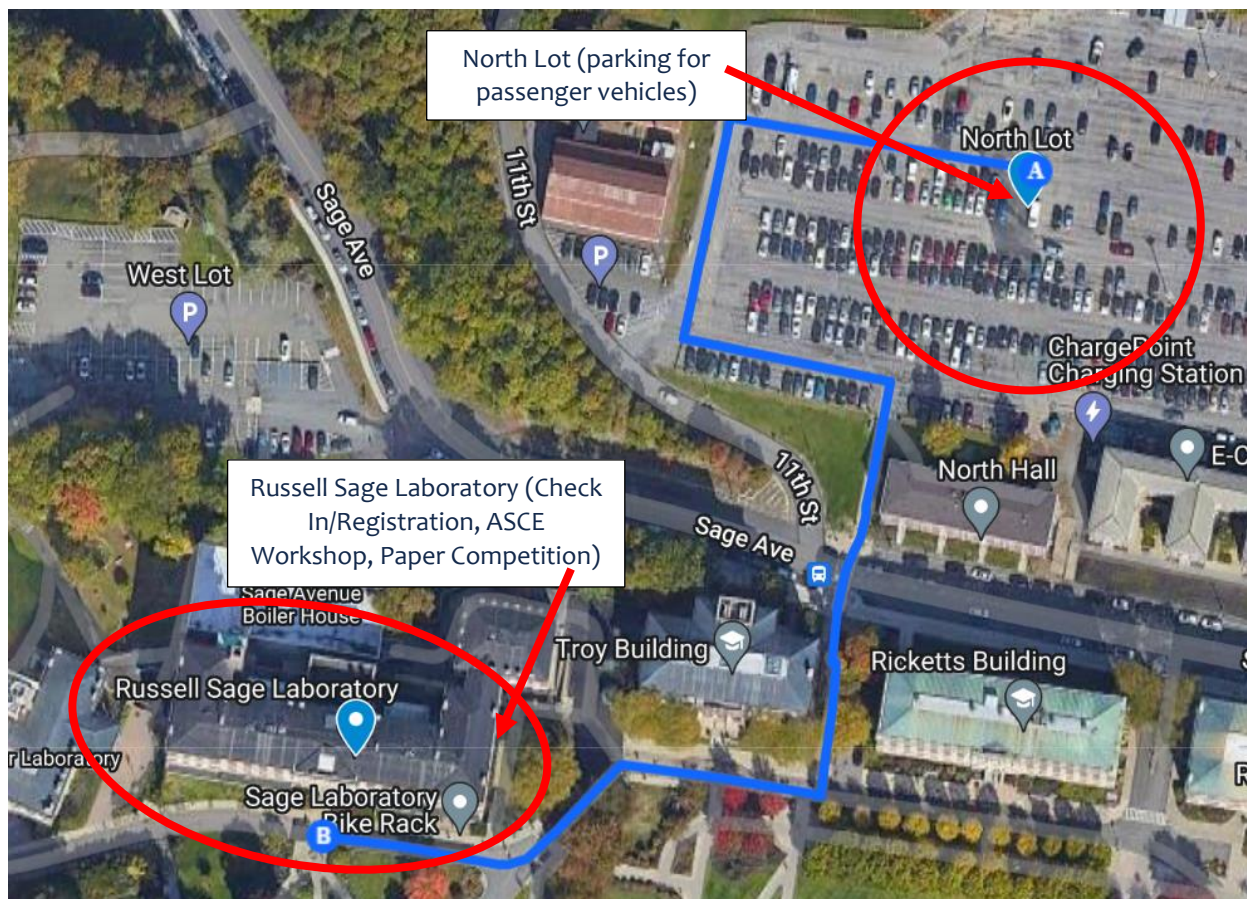 North Lot (parking for
passenger vehicles)
North Lot
A
11th St
Sage Ave
West Lot
P
P
ChargePoint
Charging Station
E-C
North Hall
11th St
Sage Ave
Russell Sage Laboratory (Check
In/Registration, ASCE
Workshop, Paper Competition)
Sage Avenue
Boiler House
Troy Building
Ricketts Building
Russell Sage Laboratory
r Laboratory
Sage Laboratory
Bike Rack
B
S
R